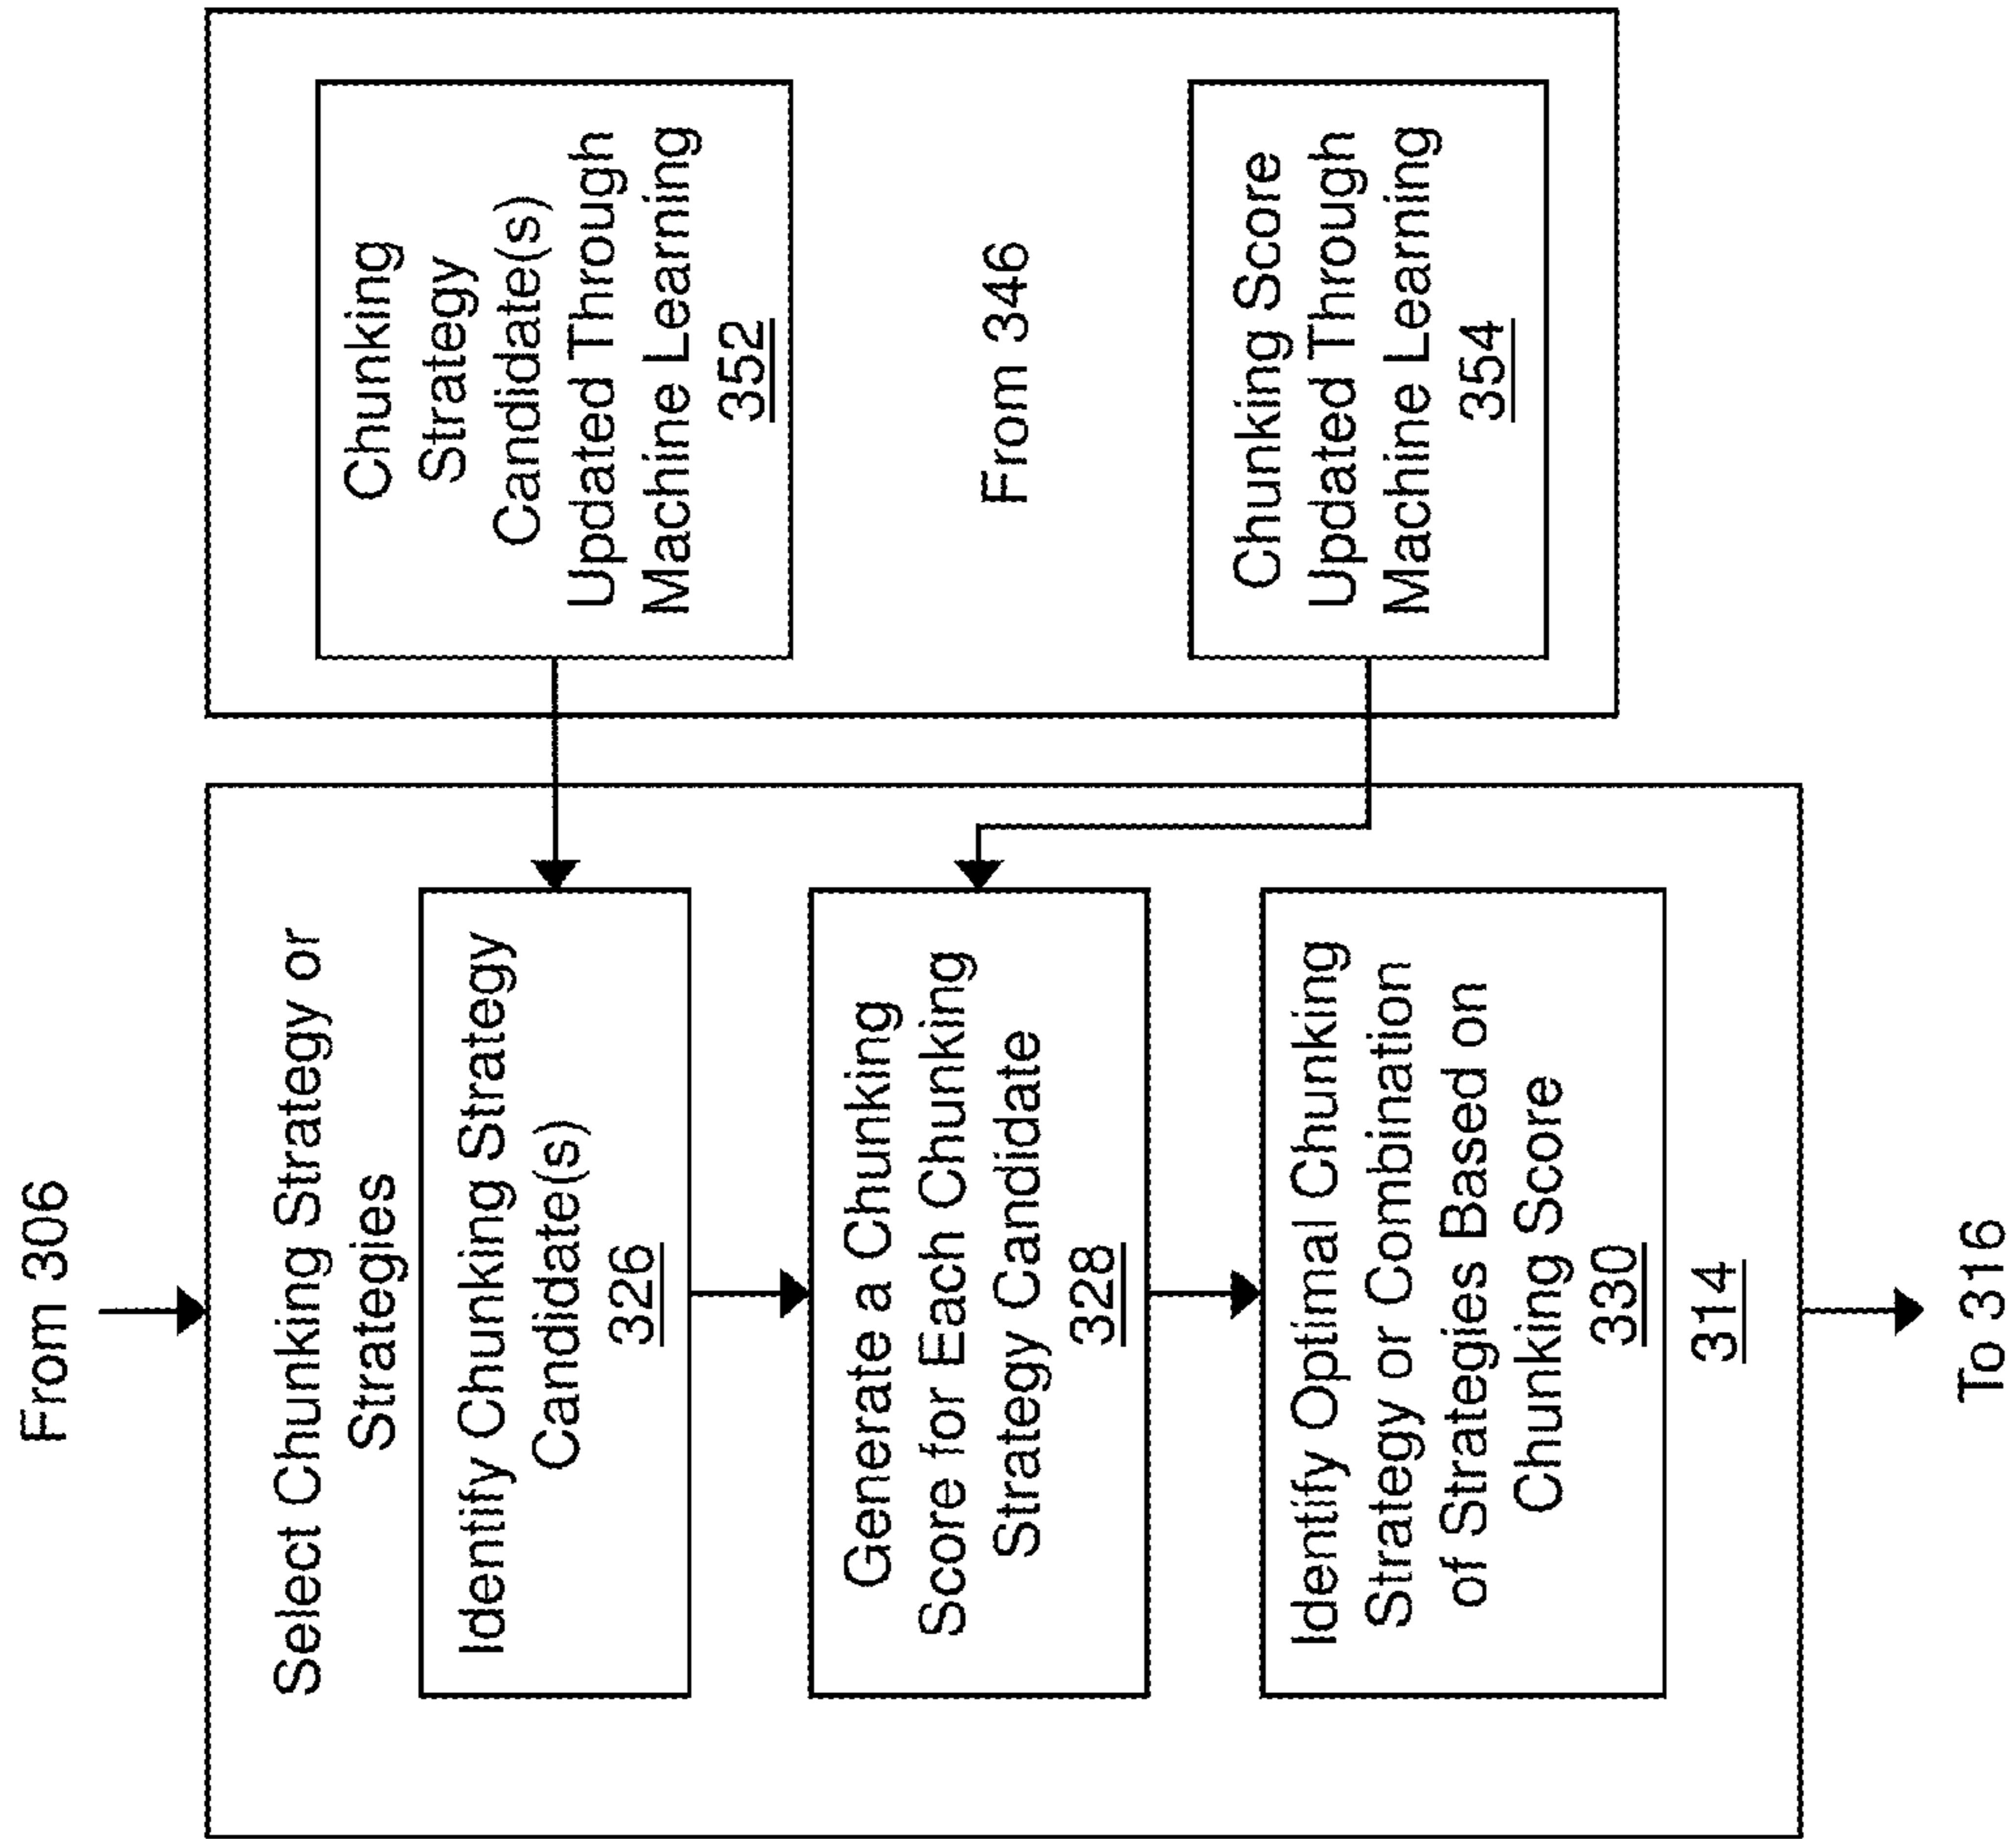 From 306
Select Chunking Strategy or
Strategies
Identify Chunking Strategy
Candidate(s)
326
Generate a Chunking
Score for Each Chunking
Strategy Candidate
328
Identify Optimal Chunking
Strategy or Combination
of Strategies Based on
Chunking Score
330
314
To 316
Chunking
Strategy
Candidate(s)
Updated Through
Machine Learning
352
From 346
Chunking Score
Updated Through
Machine Learning
354